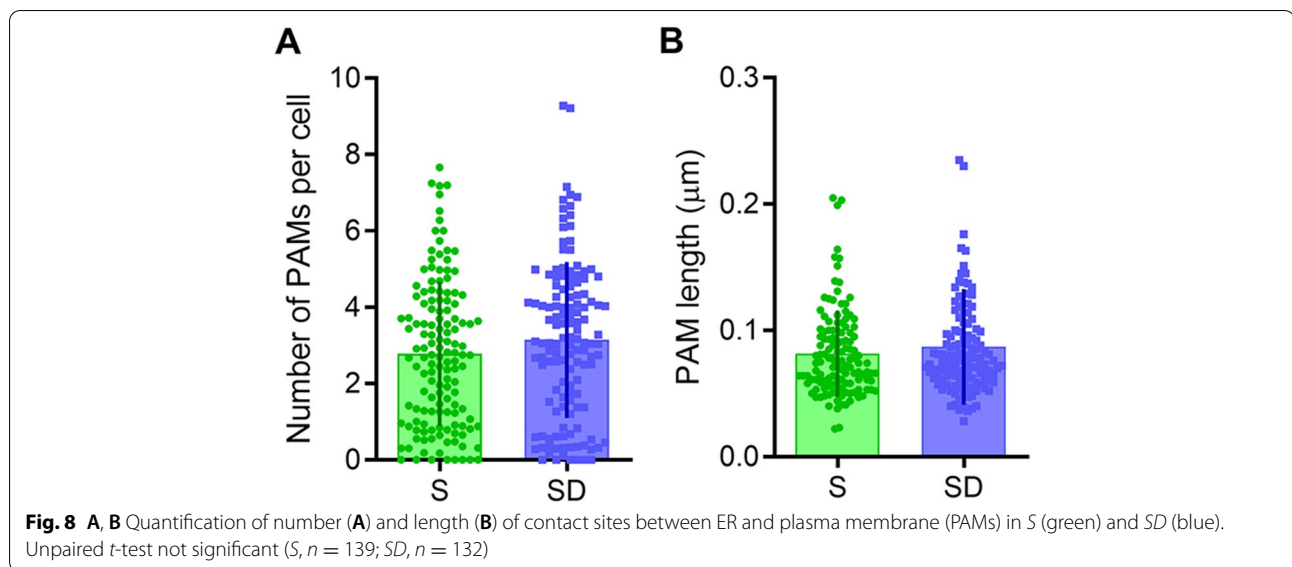 A
B
Number of PAMs per cell
10
8
6
4
2
0
S
SD
PAM length (μm)
0.3
0.2
0.1
0.0
S
SD
Fig. 8 A, B Quantification of number (A) and length (B) of contact sites between ER and plasma membrane (PAMs) in S (green) and SD (blue).
Unpaired t-test not significant (S, n = 139; SD, n = 132)